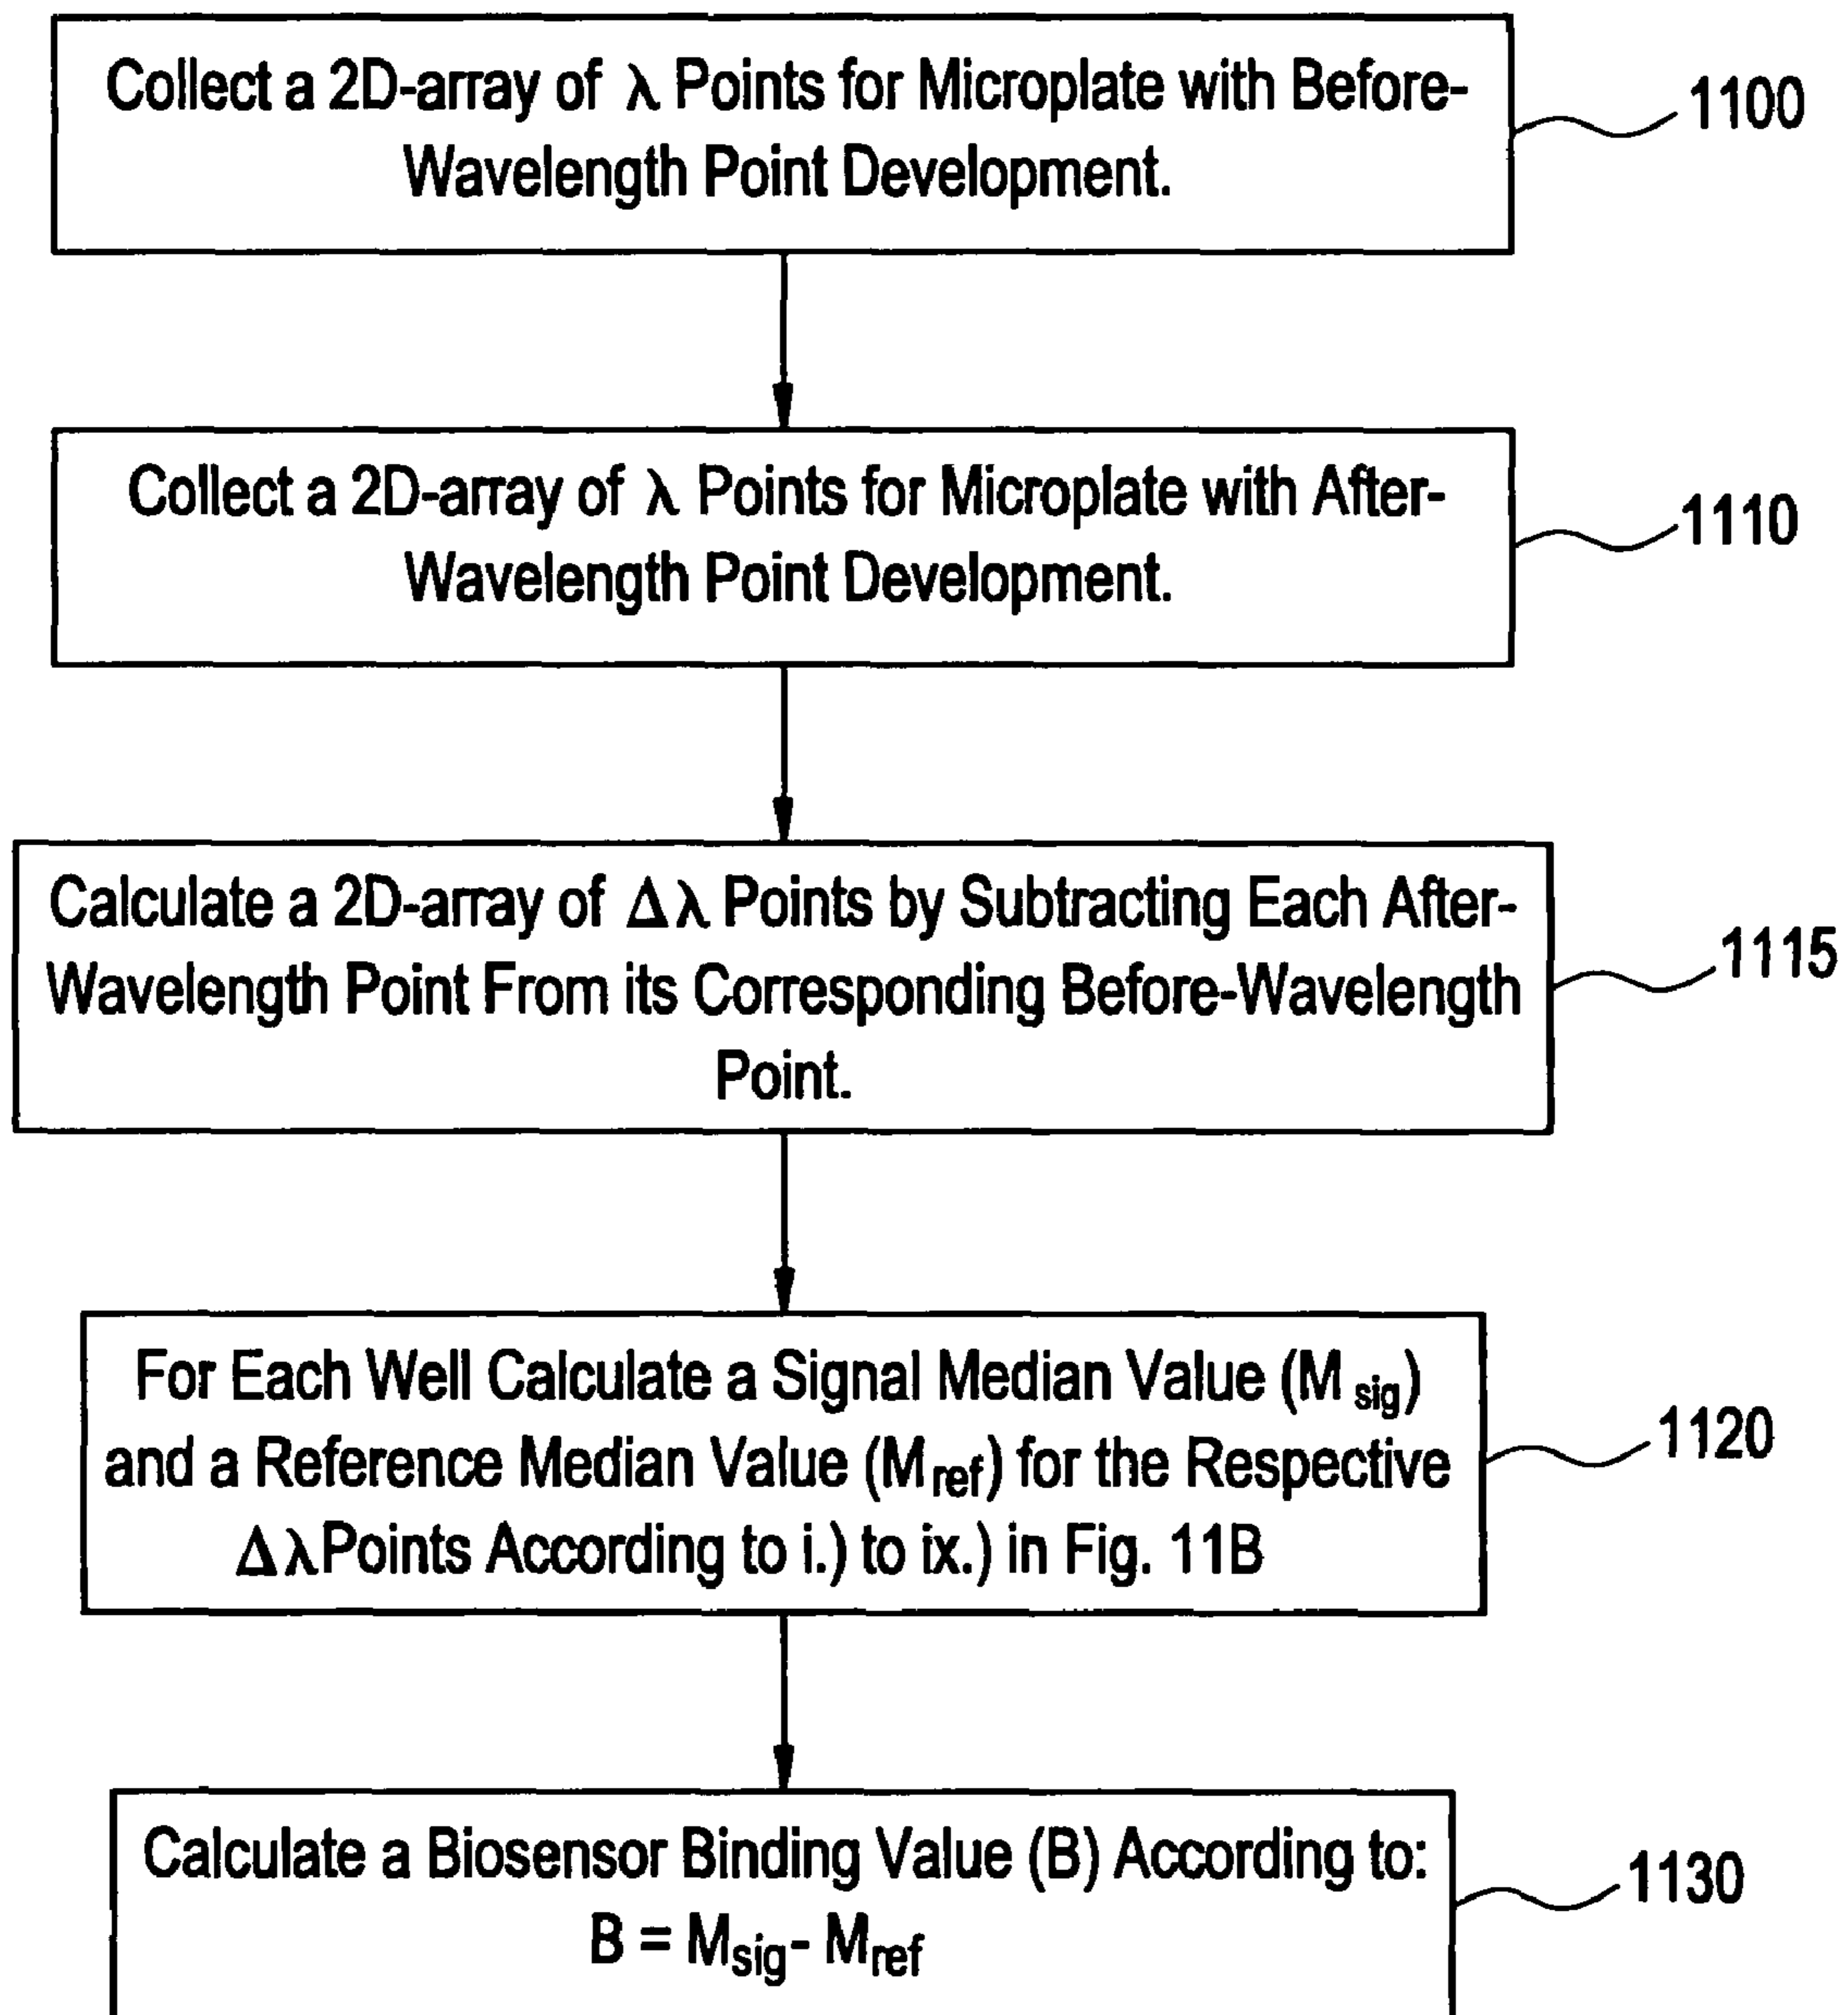 Collect a 2D-array of λ Points for Microplate with Before-
Wavelength Point Development.
1100
Collect a 2D-array of λ Points for Microplate with After-
Wavelength Point Development.
1110
Calculate a 2D-array of Δλ Points by Subtracting Each After-
Wavelength Point From its Corresponding Before-Wavelength
Point.
1115
For Each Well Calculate a Signal Median Value (M sig)
and a Reference Median Value (Mref) for the Respective
ΔλPoints According to i.) to ix.) in Fig. 11B
1120
Calculate a Biosensor Binding Value (B) According to:
B = Msig- Mref
1130